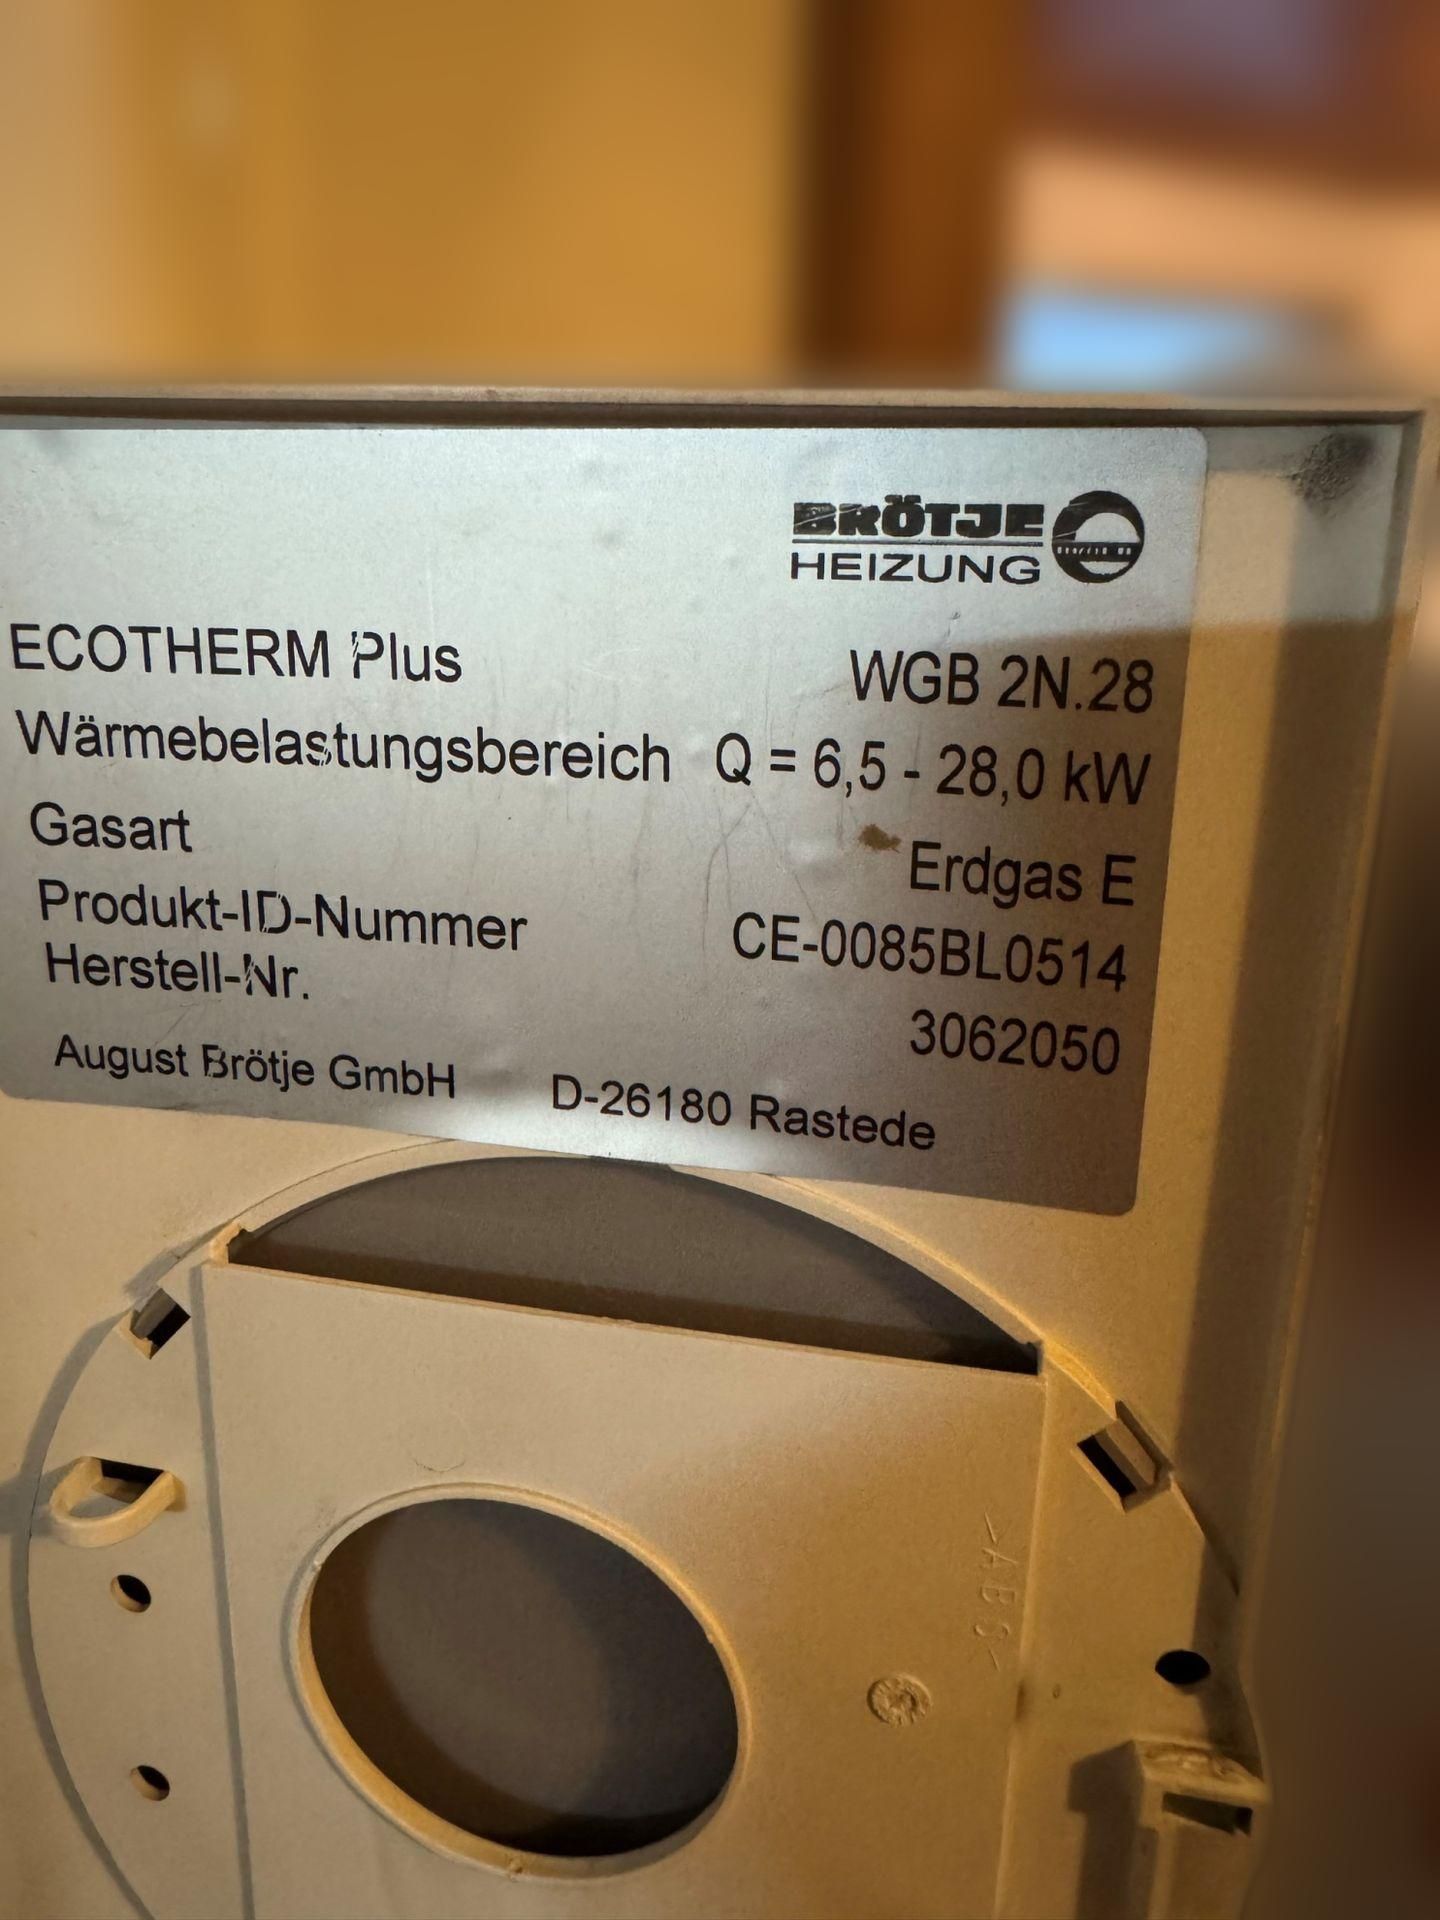 BRÖTJE
HEIZUNG
ECOTHERM Plus WGB 2N.28
Wärmebelastungsbereich Q = 6,5 - 28,0 kW
Gasart Erdgas E
Produkt-ID-Nummer CE-0085BL0514
Herstell-Nr. 3062050
August Brötje GmbH D-26180 Rastede
>ABS<